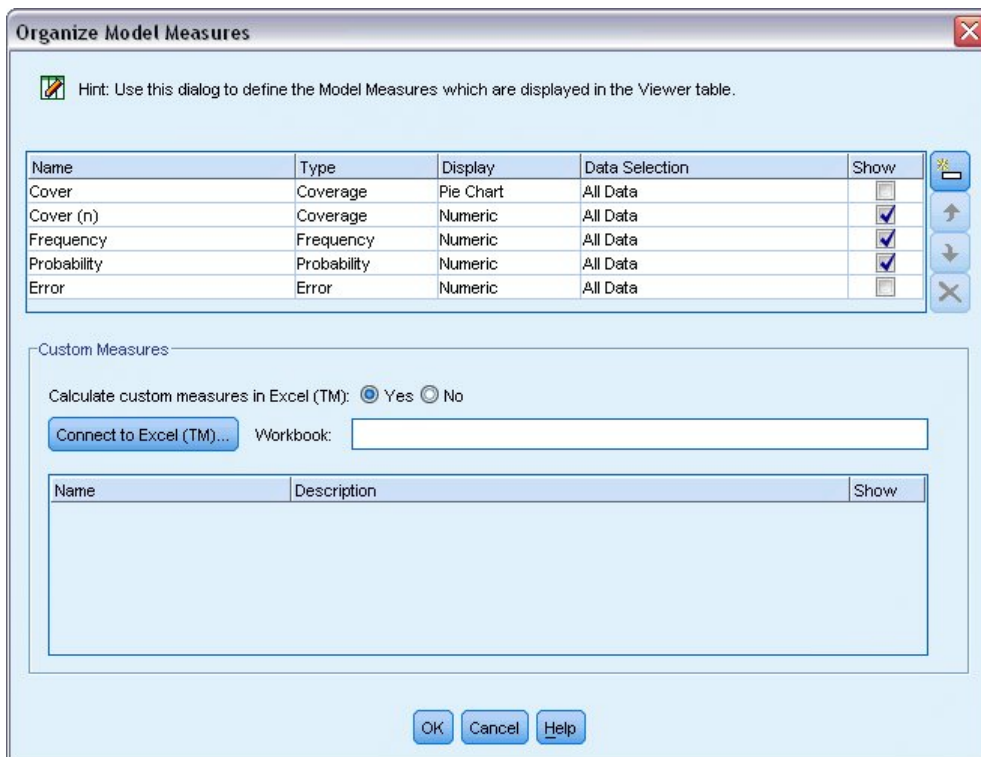 Organize Model Measures
Hint: Use this dialog to define the Model Measures which are displayed in the Viewer table.
Name Type Display Data Selection Show
Cover Coverage Pie Chart All Data
Cover (n) Coverage Numeric All Data
Frequency Frequency Numeric All Data
Probability Probability Numeric All Data
Error Error Numeric All Data
Custom Measures
Calculate custom measures in Excel (TM): Yes No
Connect to Excel (TM)... Workbook:
Name Description Show
OK Cancel Help